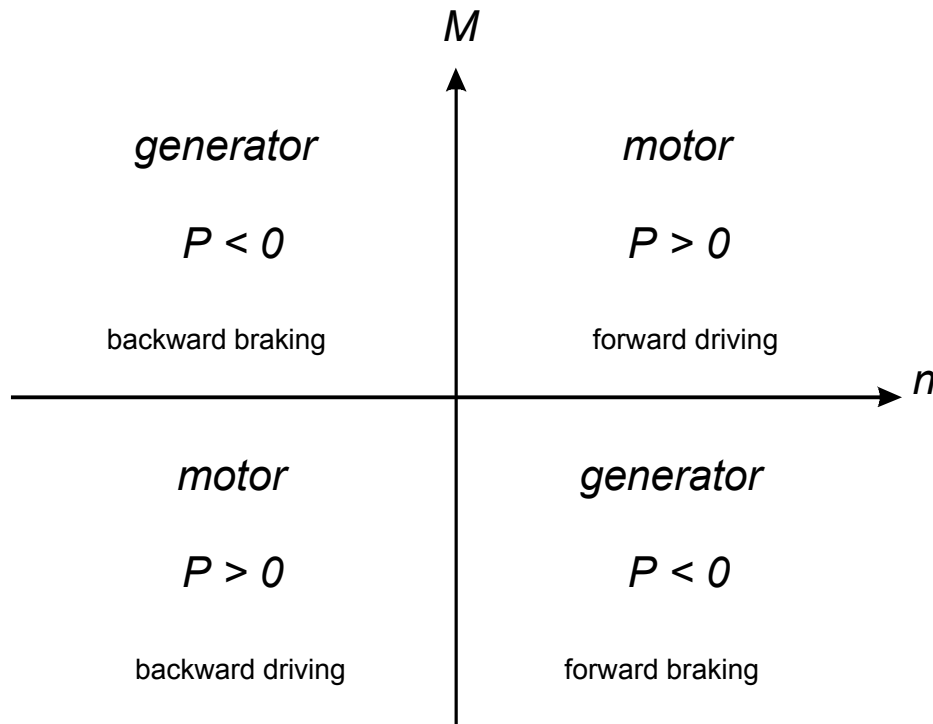 M
generator
motor
P < 0
P > 0
backward braking
forward driving
n
motor
generator
P > 0
P < 0
backward driving
forward braking